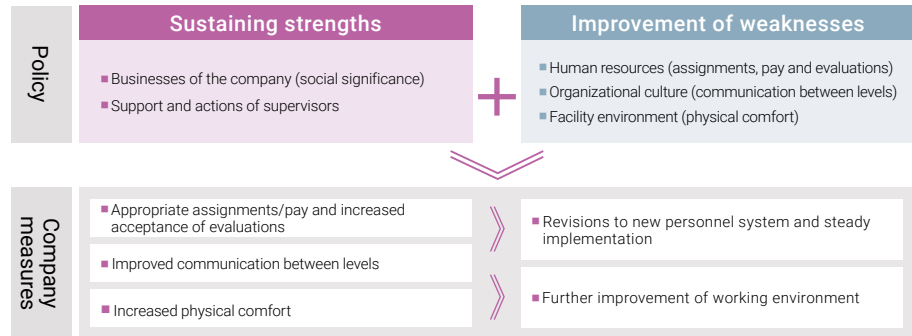 Policy
Sustaining strengths
■ Businesses of the company (social significance)
■ Support and actions of supervisors
+
Improvement of weaknesses
■ Human resources (assignments, pay and evaluations)
■ Organizational culture (communication between levels)
■ Facility environment (physical comfort)
Company
measures
■ Appropriate assignments/pay and increased
acceptance of evaluations
■ Improved communication between levels
■ Increased physical comfort
■ Revisions to new personnel system and steady
implementation
■ Further improvement of working environment